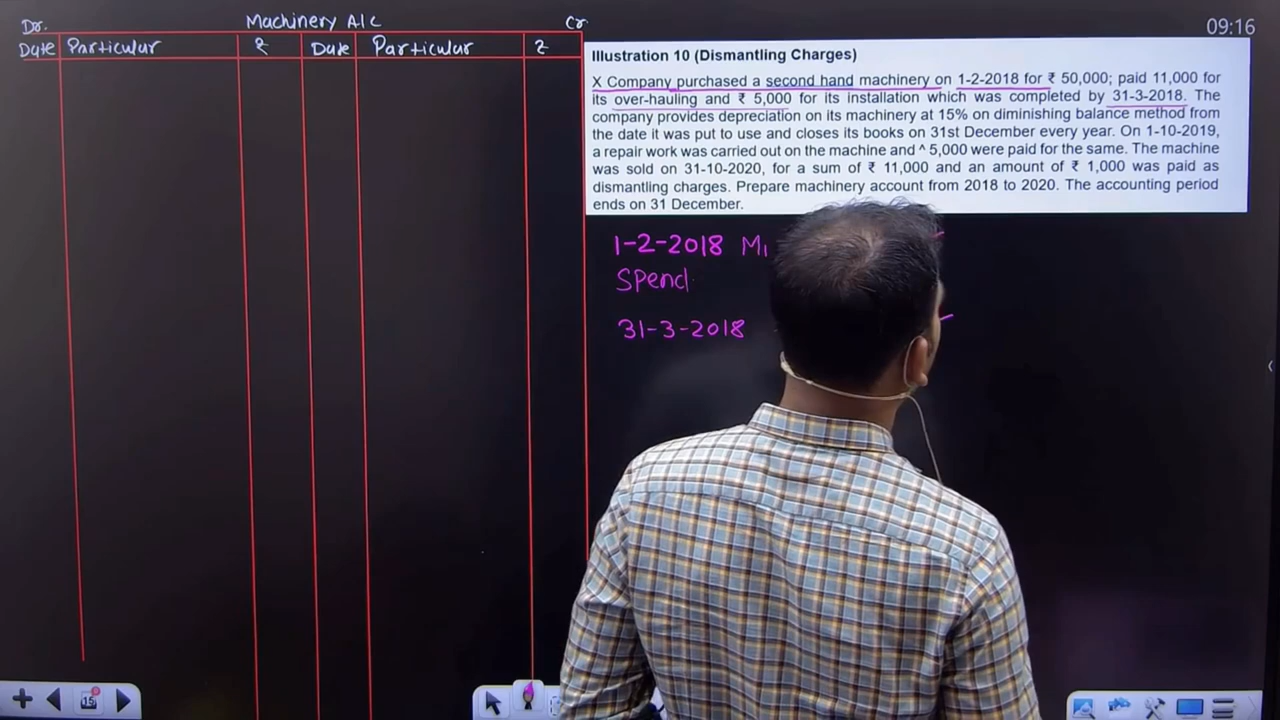 Dr. Machinery A/c Cr.
Date Particular ₹ Date Particular ₹
09:16
Illustration 10 (Dismantling Charges)
X Company purchased a second hand machinery on 1-2-2018 for ₹ 50,000; paid 11,000 for
its over-hauling and ₹ 5,000 for its installation which was completed by 31-3-2018. The
company provides depreciation on its machinery at 15% on diminishing balance method from
the date it was put to use and closes its books on 31st December every year. On 1-10-2019,
a repair work was carried out on the machine and ^ 5,000 were paid for the same. The machine
was sold on 31-10-2020, for a sum of ₹ 11,000 and an amount of ₹ 1,000 was paid as
dismantling charges. Prepare machinery account from 2018 to 2020. The accounting period
ends on 31 December.
1-2-2018 M1
Spend
31-3-2018
15